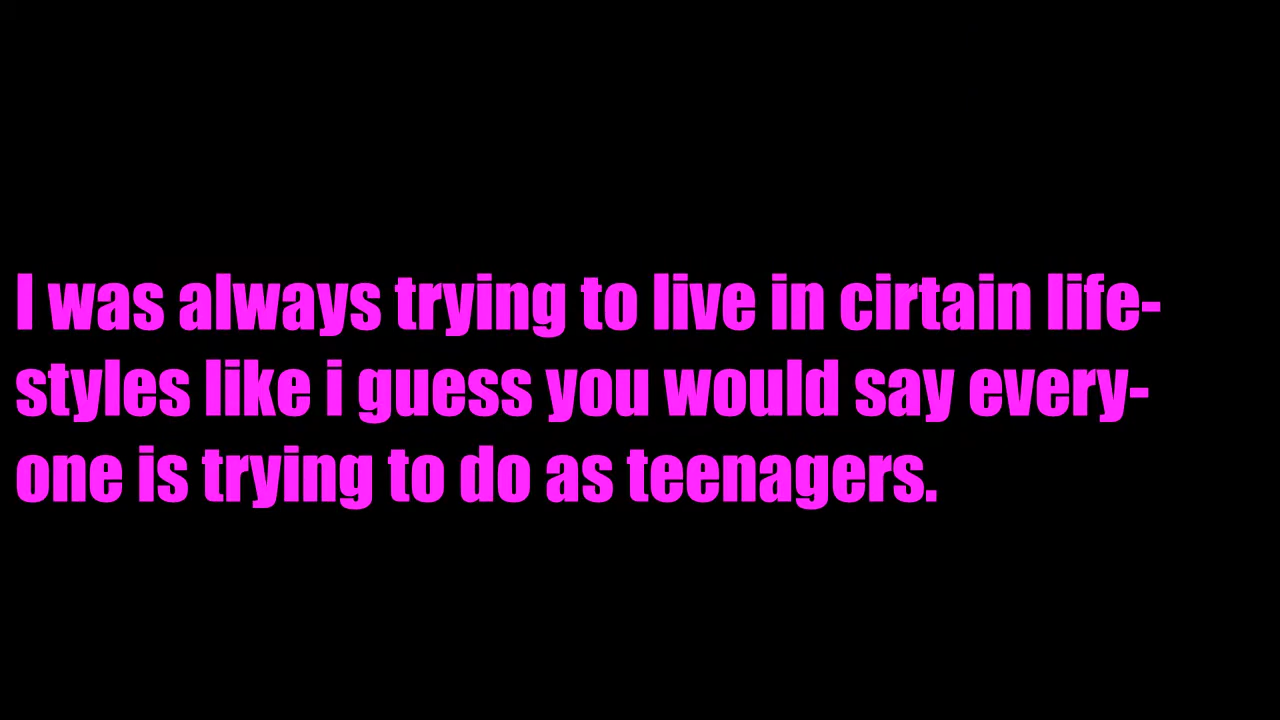 I was always trying to live in cirtain life-
styles like i guess you would say every-
one is trying to do as teenagers.